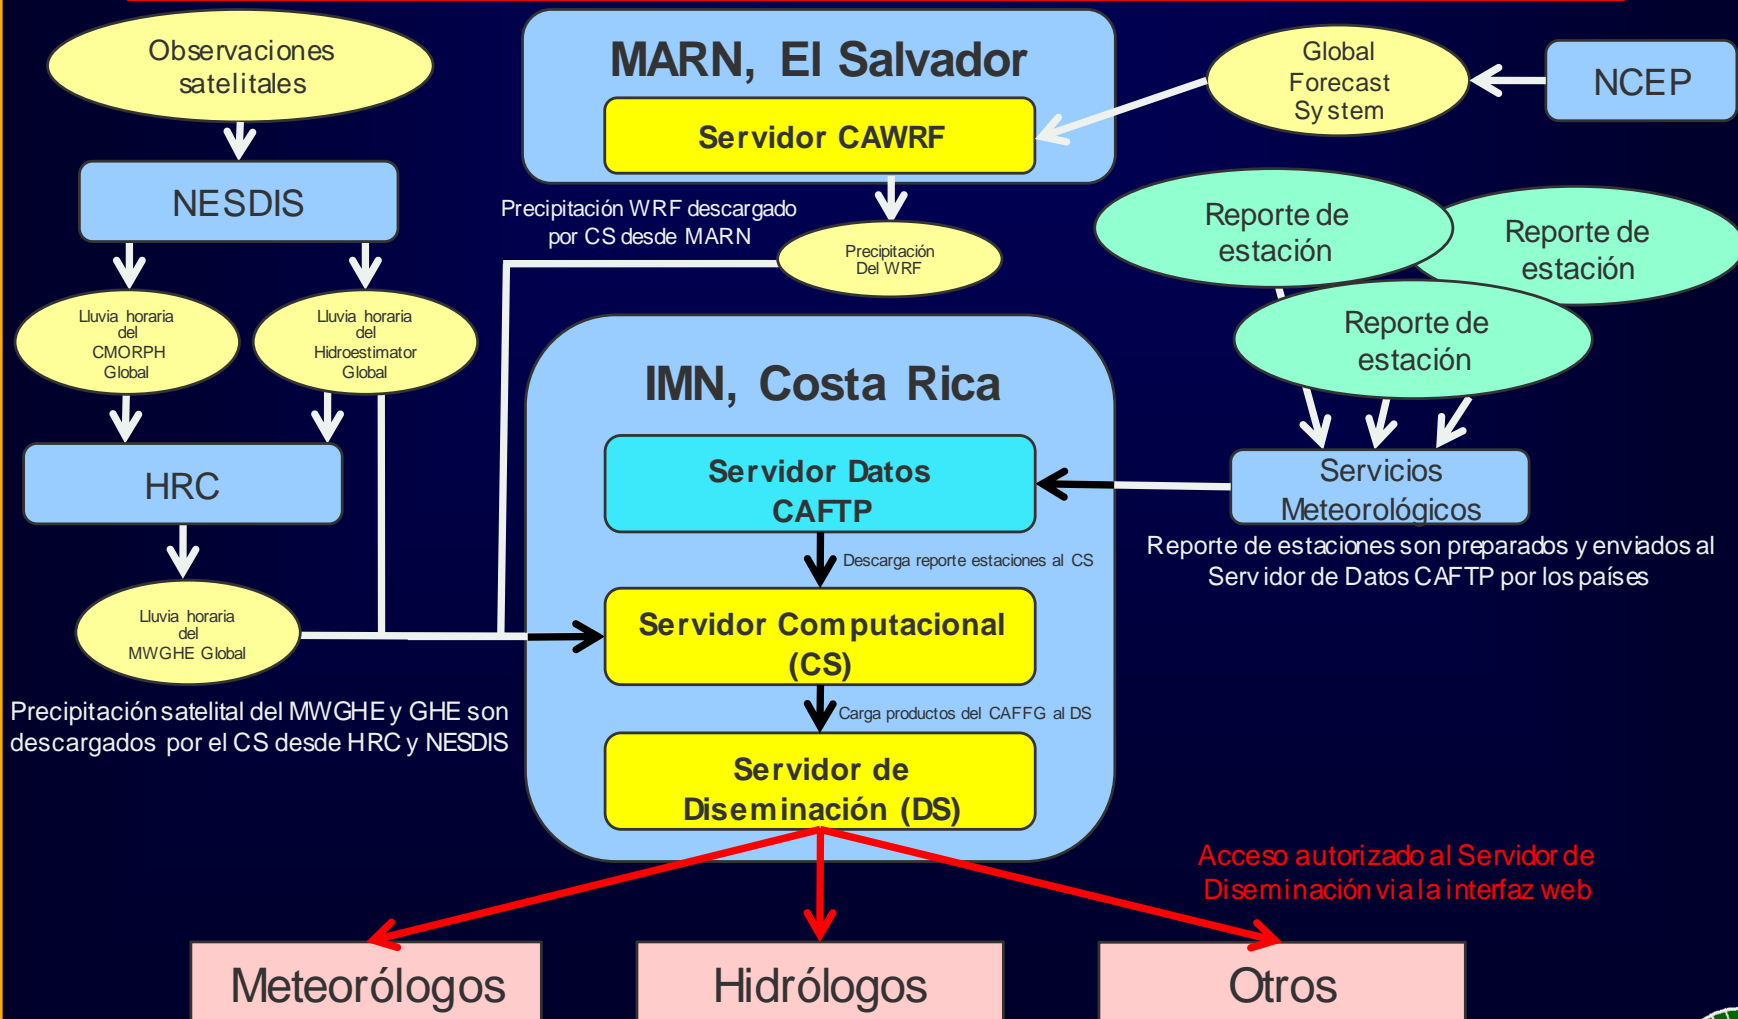 Observaciones
satelitales
MARN, El Salvador
Servidor CAWRF
Global
Forecast
System
NCEP
NESDIS
Precipitación WRF descargado
por CS desde MARN
Precipitación
Del WRF
Reporte de
estación
Reporte de
estación
Reporte de
estación
Lluvia horaria
del
CMORPH
Global
Lluvia horaria
del
Hidroestimator
Global
IMN, Costa Rica
HRC
Servidor Datos
CAFTP
Servicios
Meteorológicos
Descarga reporte estaciones al CS
Reporte de estaciones son preparados y enviados al
Servidor de Datos CAFTP por los países
Lluvia horaria
del
MWGHE Global
Servidor Computacional
(CS)
Precipitación satelital del MWGHE y GHE son
descargados por el CS desde HRC y NESDIS
Carga productos del CAFFG al DS
Servidor de
Diseminación (DS)
Acceso autorizado al Servidor de
Diseminación via la interfaz web
Meteorólogos
Hidrólogos
Otros